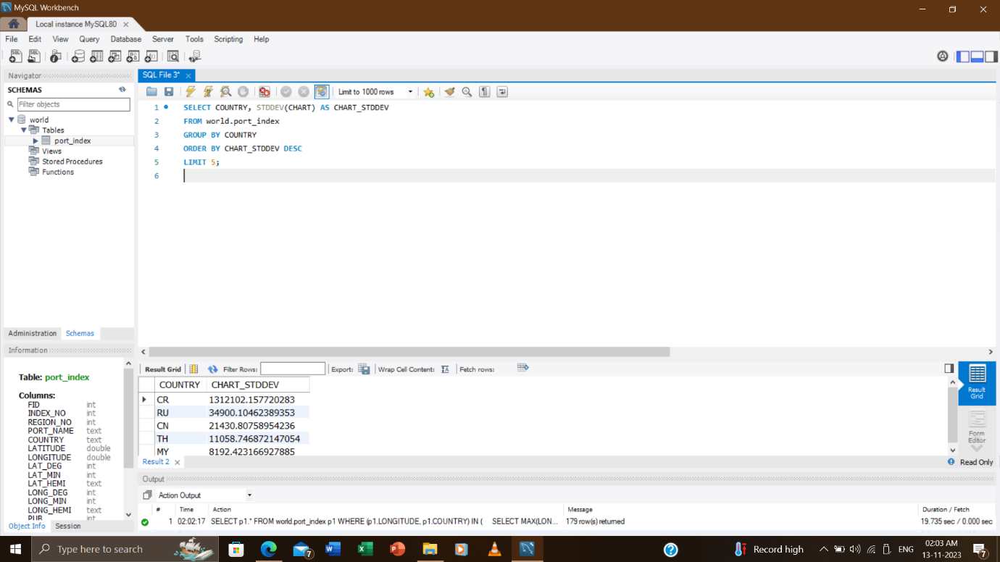 MySQL Workbench
Local instance MySQL80
File Edit View Query Database Server Tools Scripting Help
Navigator
SCHEMAS
Filter objects
world
Tables
port_index
Views
Stored Procedures
Functions
Administration Schemas
Information
Table: port_index
Columns:
FID int
INDEX_NO int
REGION_NO int
PORT_NAME text
COUNTRY text
LATITUDE double
LONGITUDE double
LAT_DEG int
LAT_MIN int
LAT_HEMI text
LONG_DEG int
LONG_MIN int
LONG_HEMI text
PUB int
Object Info Session
SQL File 3*
Limit to 1000 rows
1 SELECT COUNTRY, STDDEV(CHART) AS CHART_STDDEV
2 FROM world.port_index
3 GROUP BY COUNTRY
4 ORDER BY CHART_STDDEV DESC
5 LIMIT 5;
6
Result Grid Filter Rows: Export: Wrap Cell Content: Fetch rows:
COUNTRY CHART_STDDEV
CR 1312102.157720283
RU 34900.10462389353
CN 21430.80758954236
TH 11058.746872147054
MY 8192.423166927885
Result Grid
Form Editor
Result 2
Read Only
Output
Action Output
# Time Action Message Duration / Fetch
1 02:02:17 SELECT p1.* FROM world.port_index p1 WHERE (p1.LONGITUDE, p1.COUNTRY) IN ( SELECT MAX(LON... 179 row(s) returned 19.735 sec / 0.000 sec
Type here to search
7
Record high
ENG
02:03 AM
13-11-2023
7